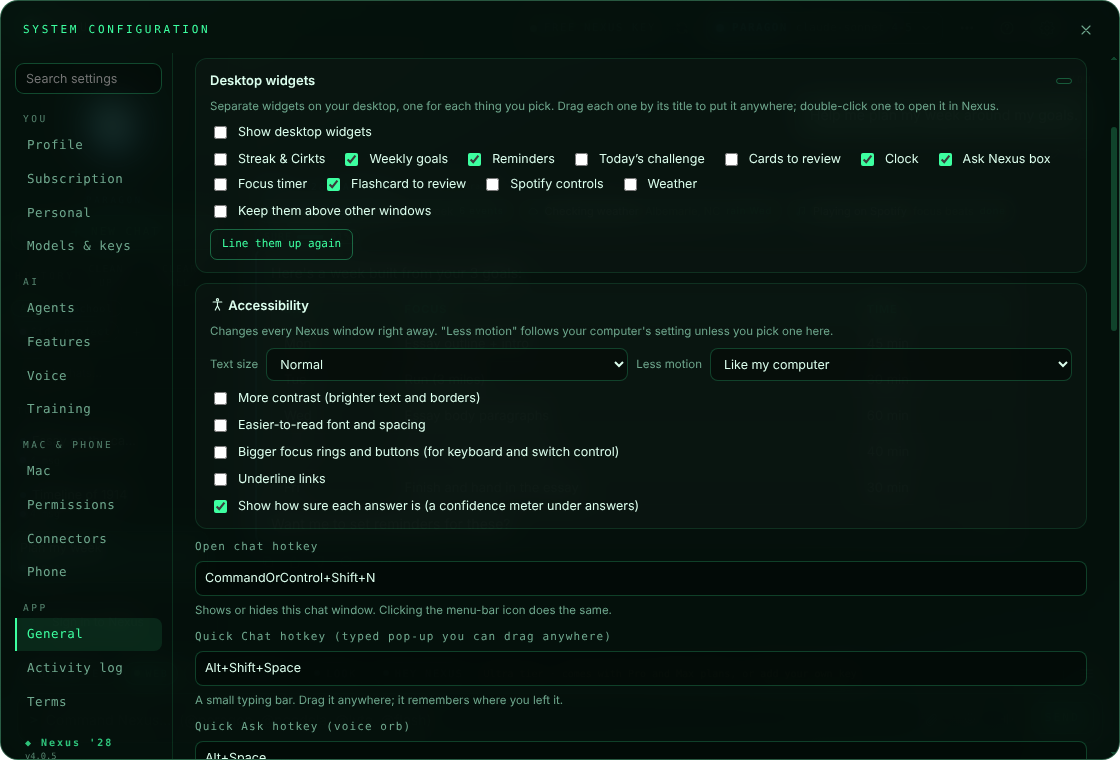 SYSTEM CONFIGURATION
Search settings
YOU
Profile
Subscription
Personal
Models & keys
AI
Agents
Features
Voice
Training
MAC & PHONE
Mac
Permissions
Connectors
Phone
APP
General
Activity log
Terms
◆ Nexus '28
v4.0.5
Desktop widgets
Separate widgets on your desktop, one for each thing you pick. Drag each one by its title to put it anywhere; double-click one to open it in Nexus.
Show desktop widgets
Streak & Cirkts Weekly goals Reminders Today's challenge Cards to review Clock Ask Nexus box
Focus timer Flashcard to review Spotify controls Weather
Keep them above other windows
Line them up again
Accessibility
Changes every Nexus window right away. "Less motion" follows your computer's setting unless you pick one here.
Text size Normal Less motion Like my computer
More contrast (brighter text and borders)
Easier-to-read font and spacing
Bigger focus rings and buttons (for keyboard and switch control)
Underline links
Show how sure each answer is (a confidence meter under answers)
Open chat hotkey
CommandOrControl+Shift+N
Shows or hides this chat window. Clicking the menu-bar icon does the same.
Quick Chat hotkey (typed pop-up you can drag anywhere)
Alt+Shift+Space
A small typing bar. Drag it anywhere; it remembers where you left it.
Quick Ask hotkey (voice orb)
Alt+Space